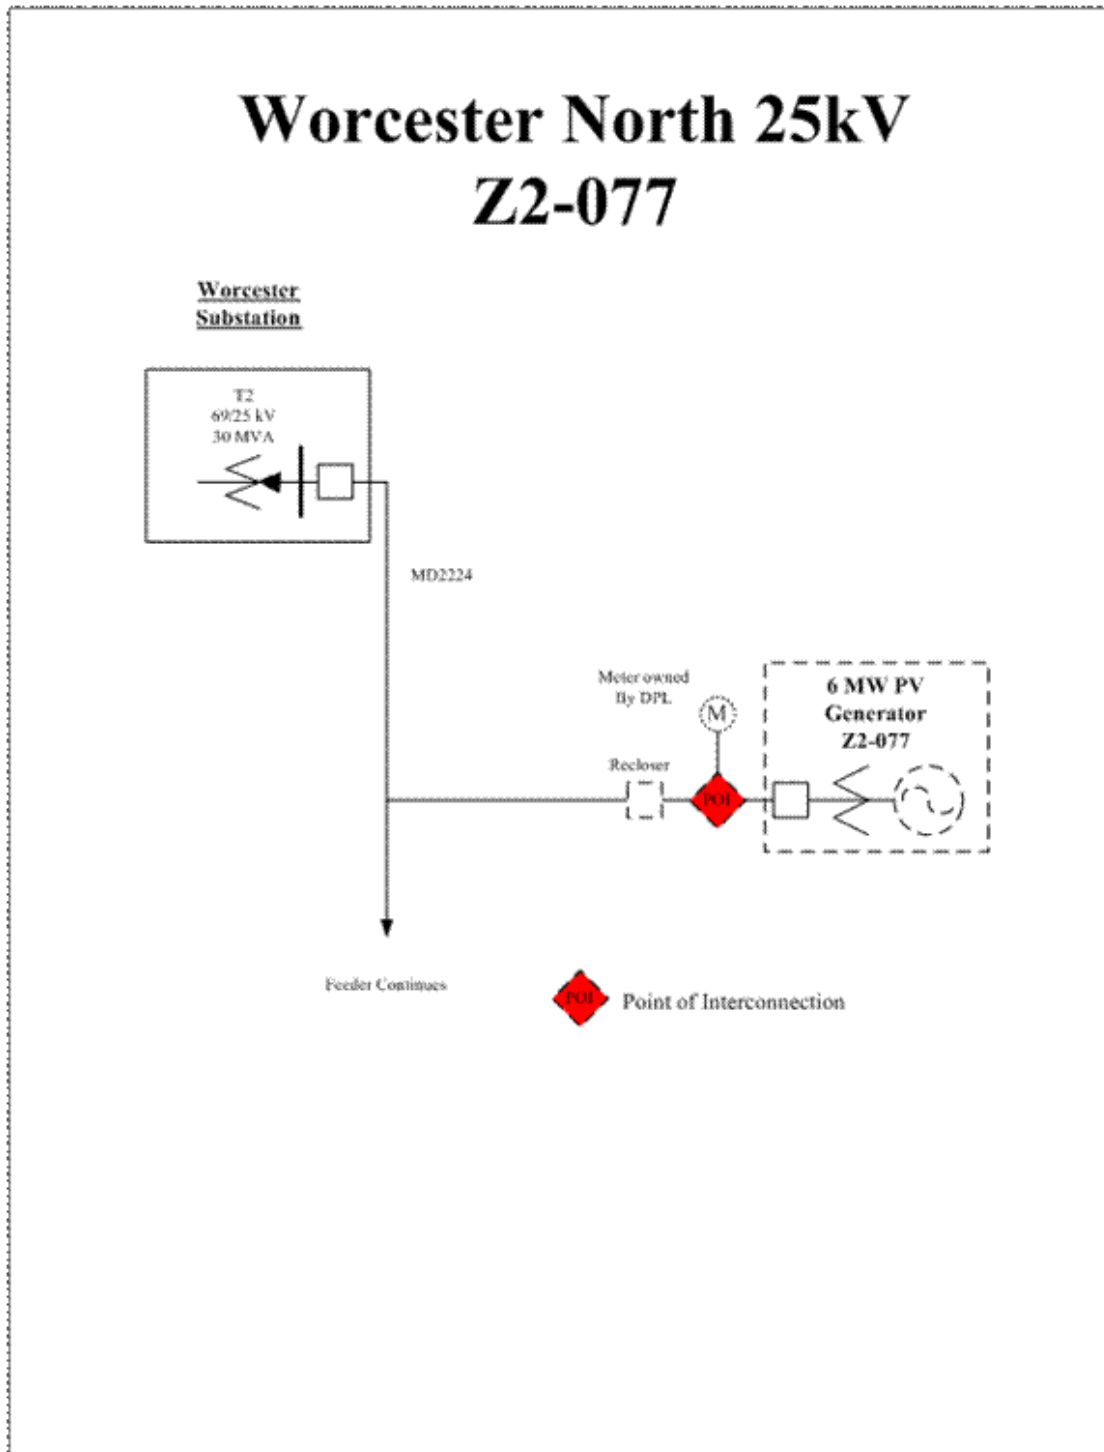 Worcester North 25kV
Z2-077
Worcester
Substation
T2
69/25 kV
30 MVA
MD2224
Meter owned
By DPL
M
Recloser
POI
6 MW PV
Generator
Z2-077
Feeder Continues
POI
Point of Interconnection